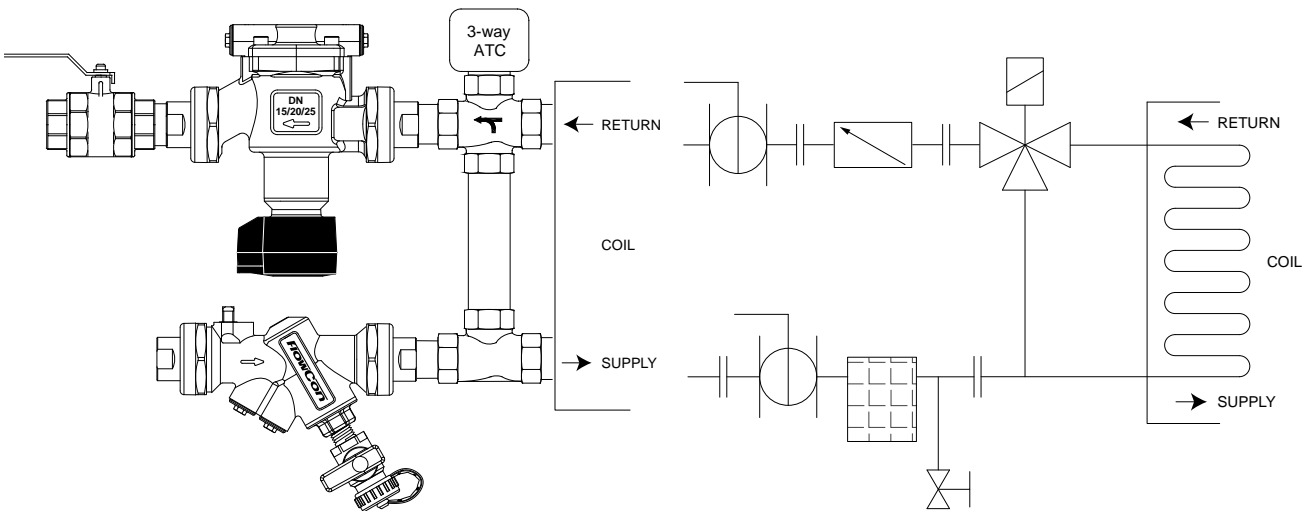 3-way
ATC
DN
15/20/25
RETURN
COIL
FlowCon
SUPPLY
RETURN
COIL
SUPPLY